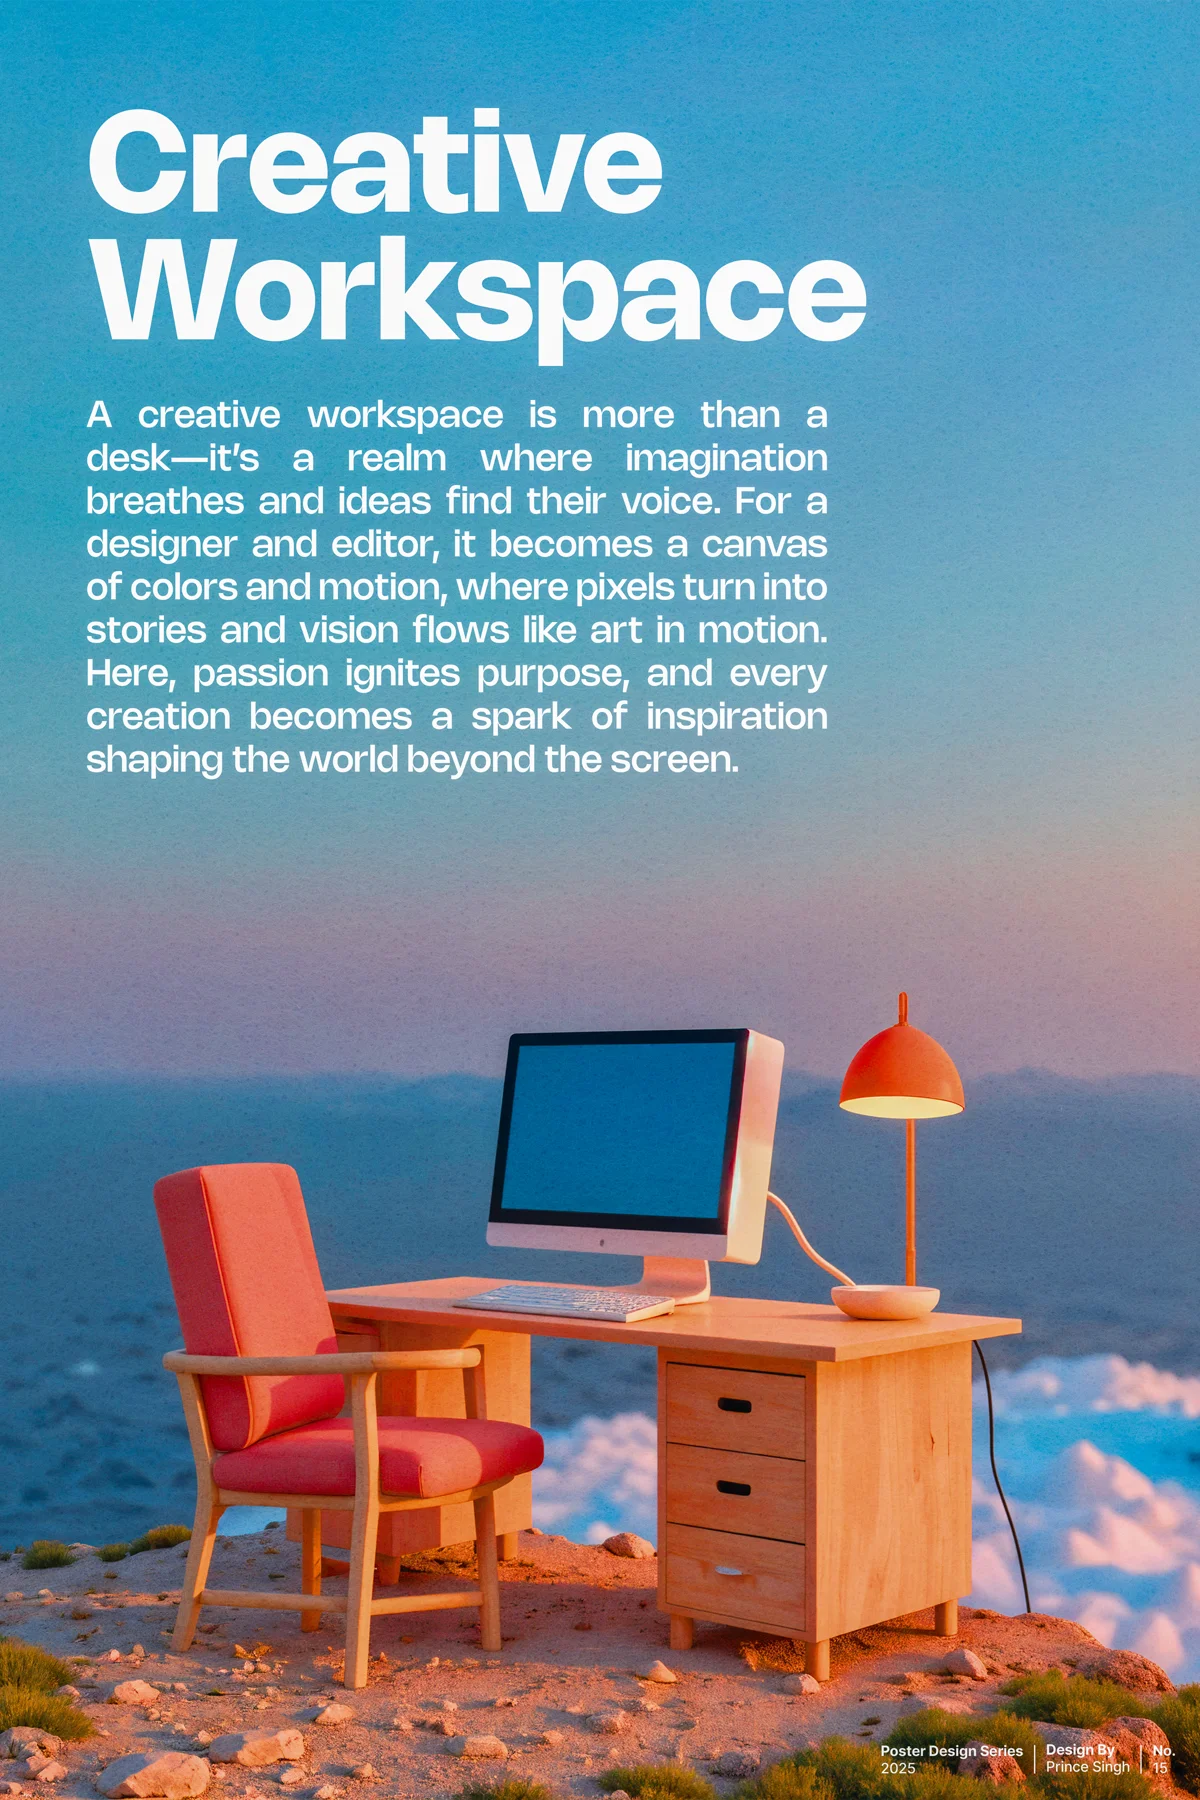 Creative
Workspace
A creative workspace is more than a
desk—it’s a realm where imagination
breathes and ideas find their voice. For a
designer and editor, it becomes a canvas
of colors and motion, where pixels turn into
stories and vision flows like art in motion.
Here, passion ignites purpose, and every
creation becomes a spark of inspiration
shaping the world beyond the screen.
Poster Design Series
2025
Design By
Prince Singh
No.
15